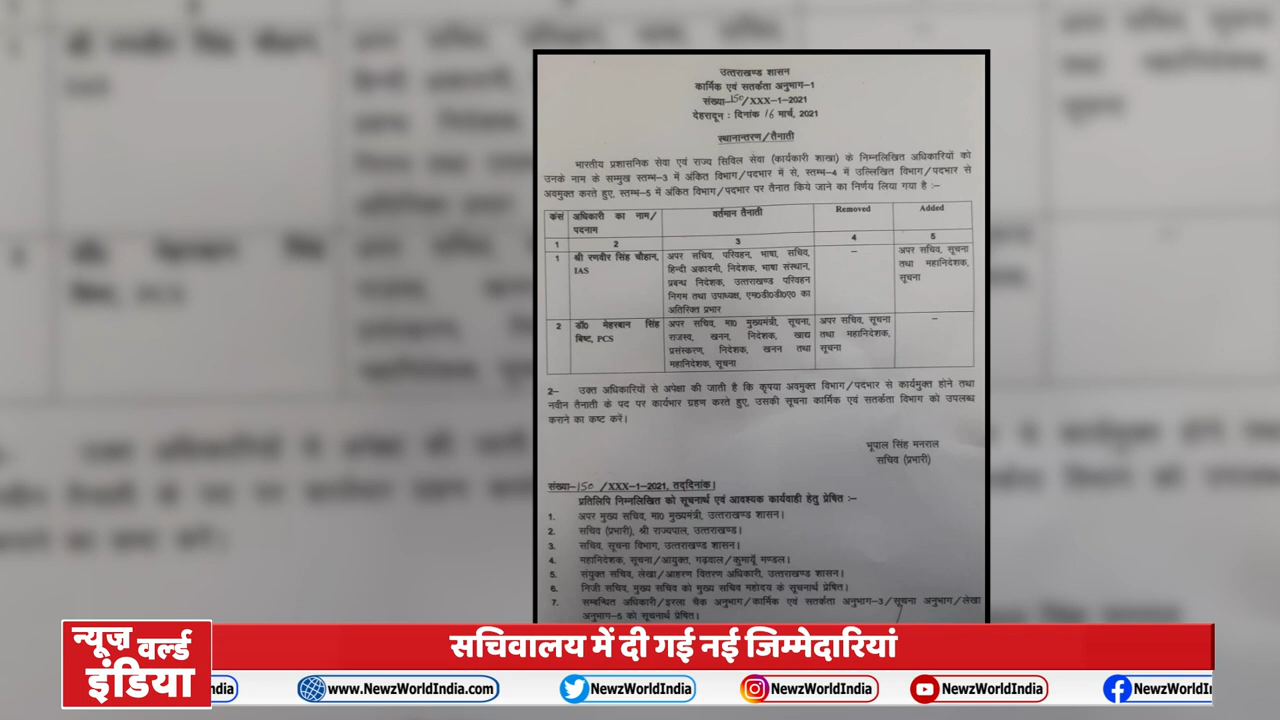 उत्तराखण्ड शासन
कार्मिक एवं सतर्कता अनुभाग-1
संख्या-150/XXX-1-2021
देहरादून : दिनांक 16 मार्च, 2021
स्थानान्तरण/तैनाती
भारतीय प्रशासनिक सेवा एवं राज्य सिविल सेवा (कार्यकारी शाखा) के निम्नलिखित अधिकारियों को
उनके नाम के सम्मुख स्तम्भ-3 में अंकित विभाग/पदभार में से, स्तम्भ-4 में उल्लिखित विभाग/पदभार से
अवमुक्त करते हुए, स्तम्भ-5 में अंकित विभाग/पदभार पर तैनात किये जाने का निर्णय लिया गया है :-
कंसं अधिकारी का नाम/ पदनाम वर्तमान तैनाती Removed Added
1 2 3 4 5
1 श्री रणवीर सिंह चौहान, IAS
अपर सचिव, परिवहन, भाषा, सचिव,
हिन्दी अकादमी, निदेशक, भाषा संस्थान,
प्रबन्ध निदेशक, उत्तराखण्ड परिवहन
निगम तथा उपाध्यक्ष, एम0डी0डी0ए0 का
अतिरिक्त प्रभार
–
अपर सचिव, सूचना
तथा महानिदेशक,
सूचना
2 डॉ0 मेहरबान सिंह
बिष्ट, PCS
अपर सचिव, मा0 मुख्यमंत्री, सूचना,
राजस्व, खनन, निदेशक, खाद्य
प्रसंस्करण, निदेशक, खनन तथा
महानिदेशक, सूचना
अपर सचिव, सूचना
तथा महानिदेशक,
सूचना
–
2– उक्त अधिकारियों से अपेक्षा की जाती है कि कृपया अवमुक्त विभाग/पदभार से कार्यमुक्त होने तथा
नवीन तैनाती के पद पर कार्यभार ग्रहण करते हुए, उसकी सूचना कार्मिक एवं सतर्कता विभाग को उपलब्ध
कराने का कष्ट करें।
भूपाल सिंह मनराल
सचिव (प्रभारी)
संख्या-150 /XXX-1-2021, तद्दिनांक।
प्रतिलिपि निम्नलिखित को सूचनार्थ एवं आवश्यक कार्यवाही हेतु प्रेषित :-
1. अपर मुख्य सचिव, मा0 मुख्यमंत्री, उत्तराखण्ड शासन।
2. सचिव (प्रभारी), श्री राज्यपाल, उत्तराखण्ड।
3. सचिव, सूचना विभाग, उत्तराखण्ड शासन।
4. महानिदेशक, सूचना/आयुक्त, गढ़वाल/कुमायूँ मण्डल।
5. संयुक्त सचिव, लेखा/आहरण वितरण अधिकारी, उत्तराखण्ड शासन।
6. निजी सचिव, मुख्य सचिव को मुख्य सचिव महोदय के सूचनार्थ प्रेषित।
7. सम्बन्धित अधिकारी/इरला चैक अनुभाग/कार्मिक एवं सतर्कता अनुभाग-3/सूचना अनुभाग/लेखा
अनुभाग-5 को सूचनार्थ प्रेषित।
न्यूज़ वर्ल्ड
इंडिया
सचिवालय में दी गई नई जिम्मेदारियां
ndia www.NewzWorldIndia.com NewzWorldIndia NewzWorldIndia NewzWorldIndia NewzWorldI